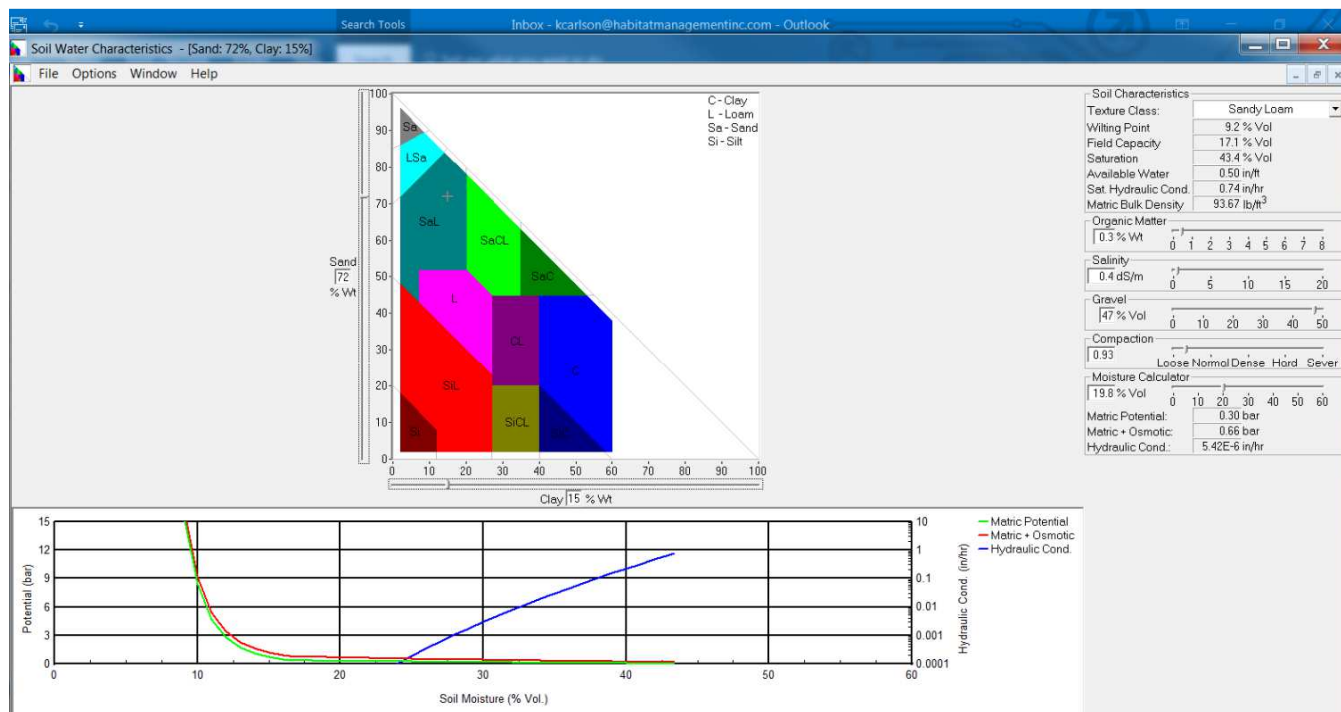 Search Tools
Inbox - kcarlson@habitatmanagementinc.com - Outlook
Soil Water Characteristics - [Sand: 72%, Clay: 15%]
File Options Window Help
C - Clay
L - Loam
Sa - Sand
Si - Silt
100
90
80
70
60
50
40
30
20
10
0
Sand
72
% Wt
Sa
LSa
SaL
SaCL
SaC
L
CL
C
SiL
SiCL
Si
0 10 20 30 40 50 60 70 80 90 100
Clay 15 % Wt
Soil Characteristics
Texture Class: Sandy Loam
Wilting Point 9.2 % Vol
Field Capacity 17.1 % Vol
Saturation 43.4 % Vol
Available Water 0.50 in/ft
Sat. Hydraulic Cond. 0.74 in/hr
Matric Bulk Density 93.67 lb/ft3
Organic Matter
0.3 % Wt 0 1 2 3 4 5 6 7 8
Salinity
0.4 dS/m 0 5 10 15 20
Gravel
47 % Vol 0 10 20 30 40 50
Compaction
0.93 Loose Normal Dense Hard Sever
Moisture Calculator
19.8 % Vol 0 10 20 30 40 50 60
Matric Potential: 0.30 bar
Matric + Osmotic: 0.66 bar
Hydraulic Cond.: 5.42E-6 in/hr
Potential (bar)
15
12
9
6
3
0
0 10 20 30 40 50 60
Soil Moisture (% Vol.)
10
1
0.1
0.01
0.001
0.0001
Hydraulic Cond. (in/hr)
Matric Potential
Matric + Osmotic
Hydraulic Cond.